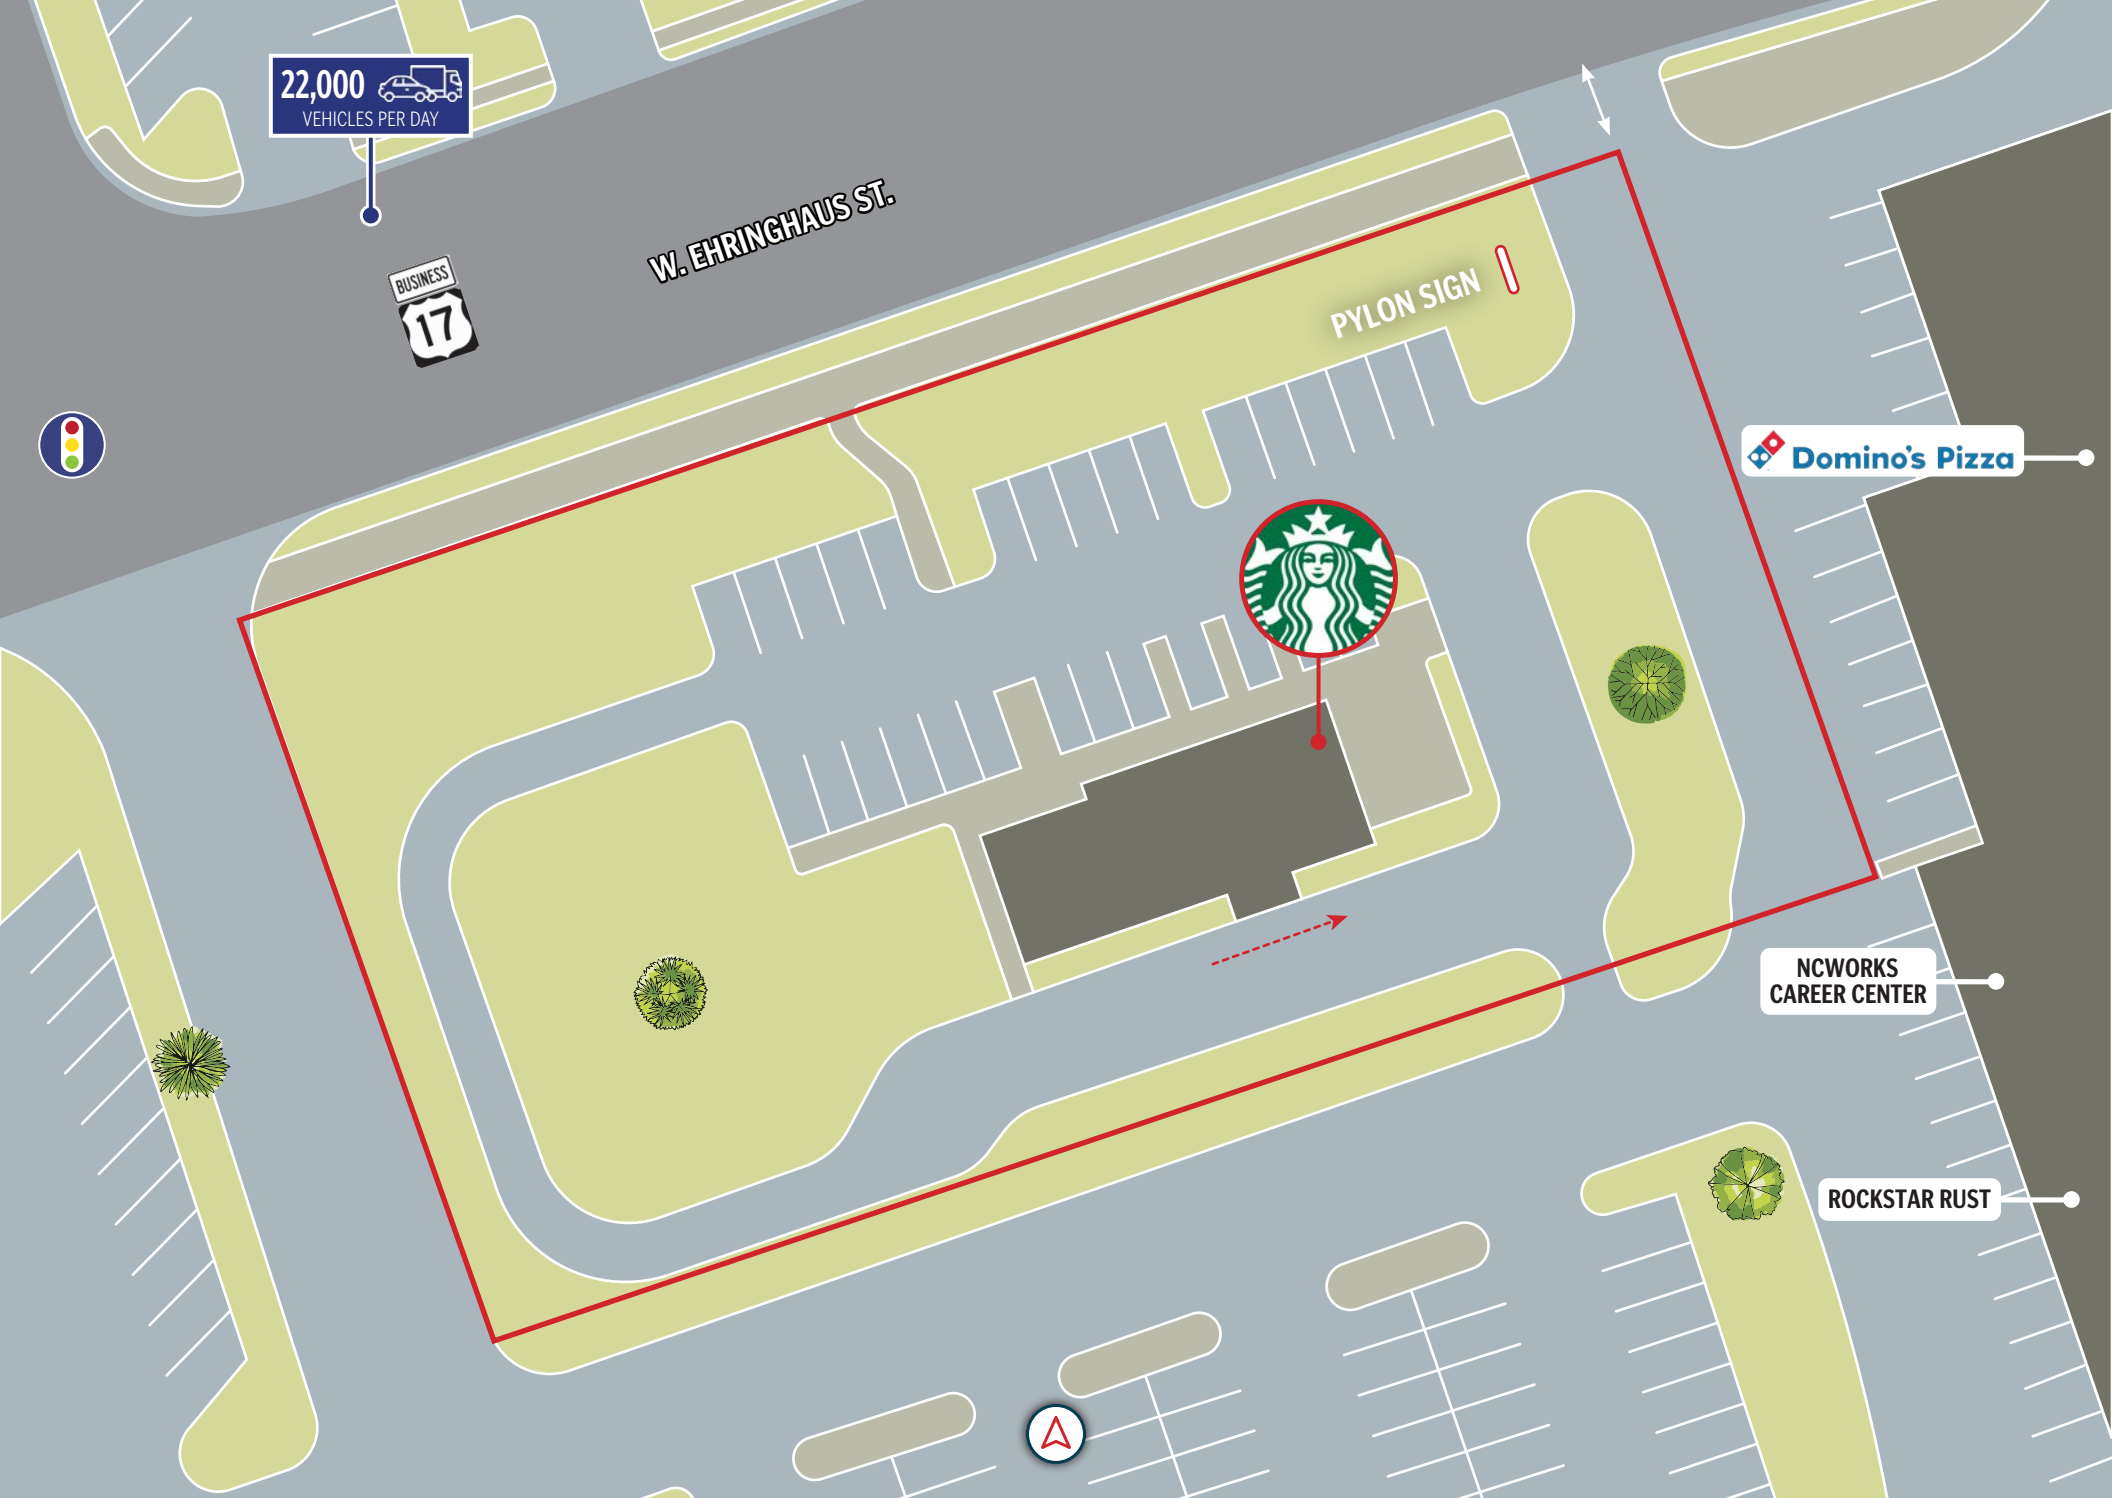 22,000
VEHICLES PER DAY
W. EHRINGHAUS ST.
BUSINESS
17
PYLON SIGN
Domino's Pizza
NCWORKS
CAREER CENTER
ROCKSTAR RUST